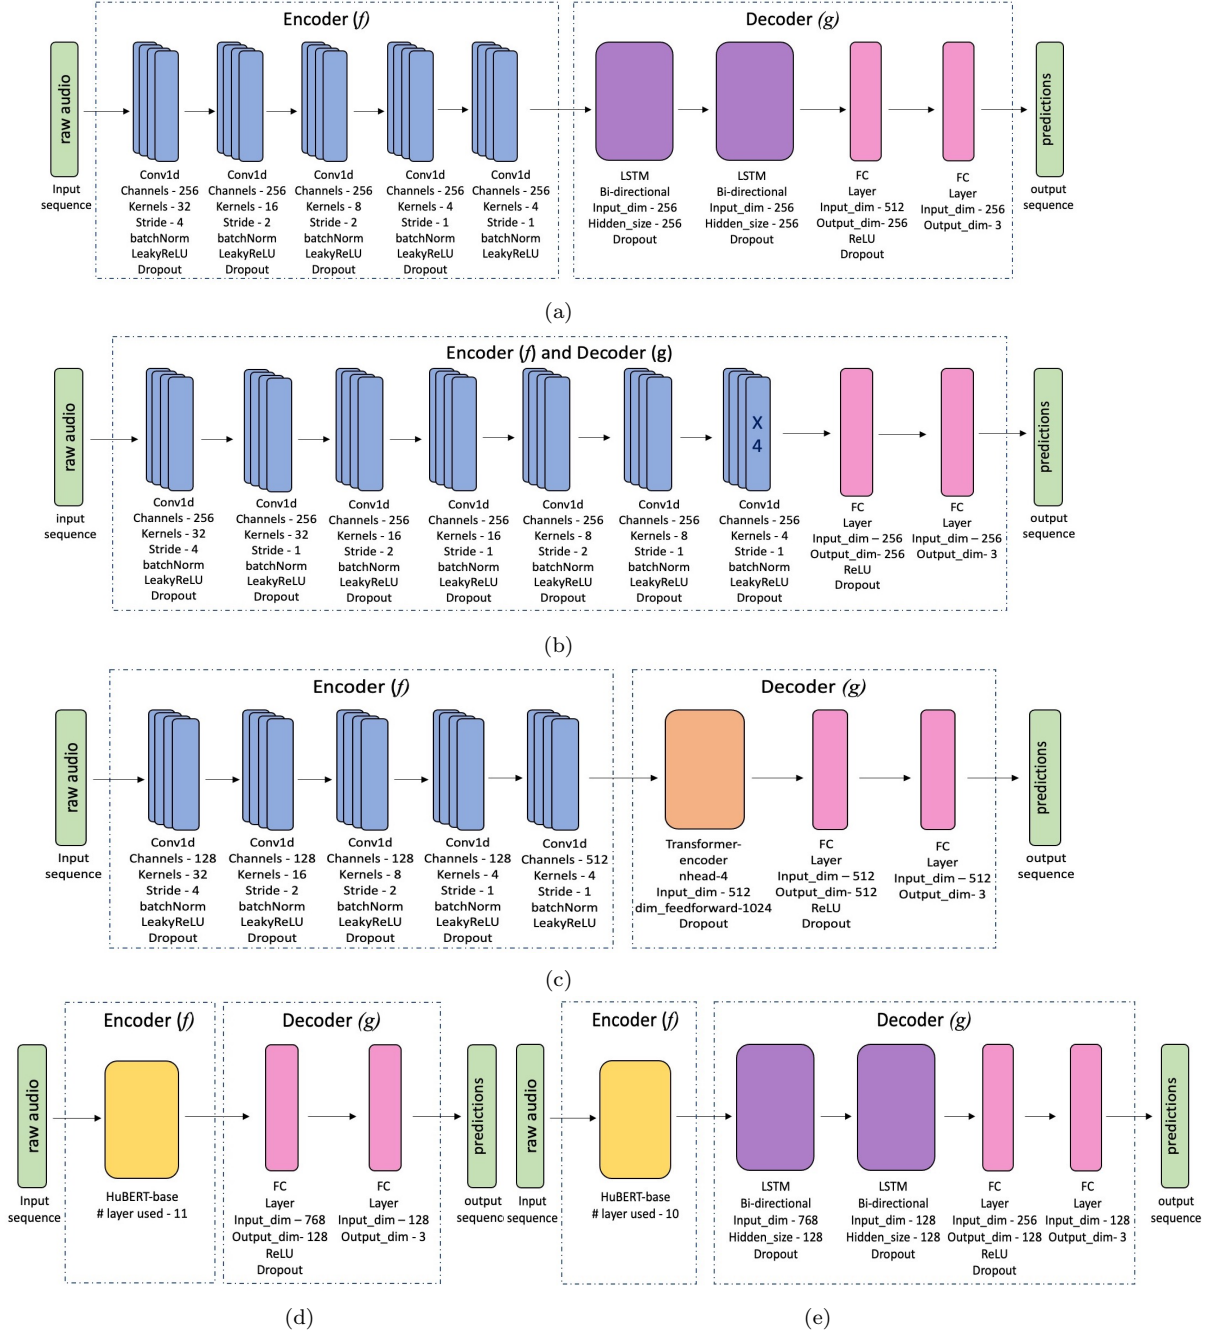 Encoder (f)
Decoder (g)
raw audio
Input
sequence
Conv1d
Channels - 256
Kernels - 32
Stride - 4
batchNorm
LeakyReLU
Dropout
Conv1d
Channels - 256
Kernels - 16
Stride - 2
batchNorm
LeakyReLU
Dropout
Conv1d
Channels - 256
Kernels - 8
Stride - 2
batchNorm
LeakyReLU
Dropout
Conv1d
Channels - 256
Kernels - 4
Stride - 1
batchNorm
LeakyReLU
Dropout
Conv1d
Channels - 256
Kernels - 4
Stride - 1
batchNorm
LeakyReLU
LSTM
Bi-directional
Input_dim - 256
Hidden_size - 256
Dropout
LSTM
Bi-directional
Input_dim - 256
Hidden_size - 256
Dropout
FC
Layer
Input_dim - 512
Output_dim- 256
ReLU
Dropout
FC
Layer
Input_dim - 256
Output_dim- 3
predictions
output
sequence
(a)
Encoder (f) and Decoder (g)
raw audio
input
sequence
Conv1d
Channels - 256
Kernels - 32
Stride - 4
batchNorm
LeakyReLU
Dropout
Conv1d
Channels - 256
Kernels - 32
Stride - 1
batchNorm
LeakyReLU
Dropout
Conv1d
Channels - 256
Kernels - 16
Stride - 2
batchNorm
LeakyReLU
Dropout
Conv1d
Channels - 256
Kernels - 16
Stride - 1
batchNorm
LeakyReLU
Dropout
Conv1d
Channels - 256
Kernels - 8
Stride - 2
batchNorm
LeakyReLU
Dropout
Conv1d
Channels - 256
Kernels - 8
Stride - 1
batchNorm
LeakyReLU
Dropout
X
4
Conv1d
Channels - 256
Kernels - 4
Stride - 1
batchNorm
LeakyReLU
Dropout
FC
Layer
Input_dim – 256
Output_dim- 256
ReLU
Dropout
FC
Layer
Input_dim – 256
Output_dim- 3
predictions
output
sequence
(b)
Encoder (f)
Decoder (g)
raw audio
Input
sequence
Conv1d
Channels - 128
Kernels - 32
Stride - 4
batchNorm
LeakyReLU
Dropout
Conv1d
Channels - 128
Kernels - 16
Stride - 2
batchNorm
LeakyReLU
Dropout
Conv1d
Channels - 128
Kernels - 8
Stride - 2
batchNorm
LeakyReLU
Dropout
Conv1d
Channels - 128
Kernels - 4
Stride - 1
batchNorm
LeakyReLU
Dropout
Conv1d
Channels - 512
Kernels - 4
Stride - 1
batchNorm
LeakyReLU
Transformer-
encoder
nhead-4
Input_dim - 512
dim_feedforward-1024
Dropout
FC
Layer
Input_dim – 512
Output_dim- 512
ReLU
Dropout
FC
Layer
Input_dim – 512
Output_dim- 3
predictions
output
sequence
(c)
Encoder (f)
Decoder (g)
raw audio
Input
sequence
HuBERT-base
# layer used - 11
FC
Layer
Input_dim – 768
Output_dim- 128
ReLU
Dropout
FC
Layer
Input_dim – 128
Output_dim - 3
predictions
output
sequenc
(d)
Encoder (f)
Decoder (g)
raw audio
Input
sequence
HuBERT-base
# layer used - 10
LSTM
Bi-directional
Input_dim - 768
Hidden_size - 128
Dropout
LSTM
Bi-directional
Input_dim - 128
Hidden_size - 128
Dropout
FC
Layer
Input_dim - 256
Output_dim - 128
ReLU
Dropout
FC
Layer
Input_dim - 128
Output_dim- 3
predictions
output
sequence
(e)